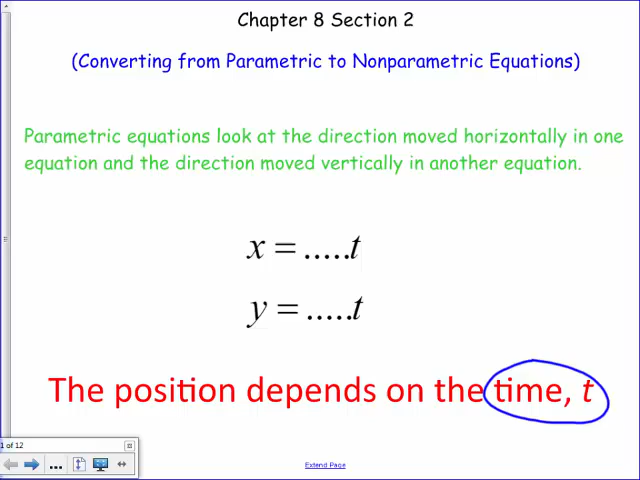 Chapter 8 Section 2
(Converting from Parametric to Nonparametric Equations)
Parametric equations look at the direction moved horizontally in one
equation and the direction moved vertically in another equation.
x = .....t
y = .....t
The position depends on the time, t
1 of 12
...
Extend Page